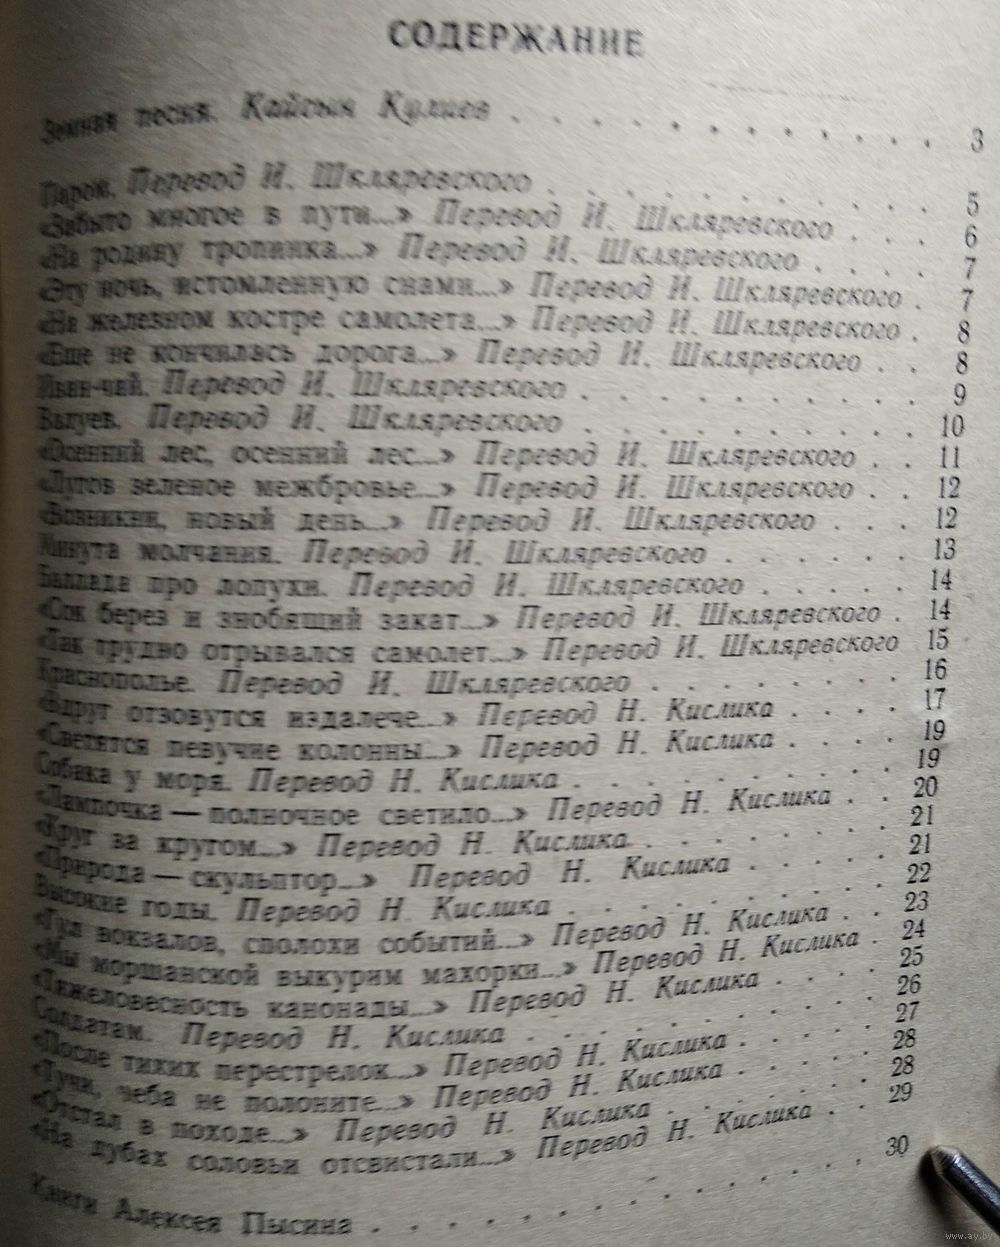 СОДЕРЖАНИЕ
Земная песня. Кайсын Кулиев . . . . . . . . . . . . 3
Паром. Перевод И. Шкляревского . . . . . . . . . . 5
«Забыто многое в пути...» Перевод И. Шкляревского . . . 6
«На родину тропинка...» Перевод И. Шкляревского . . . . 7
«Эту ночь, истомленную снами...» Перевод И. Шкляревского . 7
«На железном костре самолета...» Перевод И. Шкляревского . 8
«Еще не кончилась дорога...» Перевод И. Шкляревского . . 8
Иван-чай. Перевод И. Шкляревского . . . . . . . . . 9
Валуев. Перевод И. Шкляревского . . . . . . . . . 10
«Осенний лес, осенний лес...» Перевод И. Шкляревского . . 11
«Лугов зеленое межбровье...» Перевод И. Шкляревского . . 12
«Возникни, новый день...» Перевод И. Шкляревского . . . 12
Минута молчания. Перевод И. Шкляревского . . . . . . 13
Баллада про лопухи. Перевод И. Шкляревского . . . . . 14
«Сок берез и знобящий закат...» Перевод И. Шкляревского . 14
«Так трудно отрывался самолет...» Перевод И. Шкляревского 15
Краснополье. Перевод И. Шкляревского . . . . . . . . 16
«Вдруг отзовутся издалече...» Перевод Н. Кислика . . . . 17
«Светятся певучие колонны...» Перевод Н. Кислика . . . . 19
Собака у моря. Перевод Н. Кислика . . . . . . . . . 19
«Лампочка — полночное светило...» Перевод Н. Кислика . . 20
«Круг за кругом...» Перевод Н. Кислика . . . . . . . 21
«Природа — скульптор...» Перевод Н. Кислика . . . . . 21
Высокие годы. Перевод Н. Кислика . . . . . . . . . 22
«Гул вокзалов, сполохи событий...» Перевод Н. Кислика . . 23
«Мы моршанской выкурим махорки...» Перевод Н. Кислика . 24
«Тяжеловесность канонады...» Перевод Н. Кислика . . . . 25
Солдатам. Перевод Н. Кислика . . . . . . . . . . 26
«После тихих перестрелок...» Перевод Н. Кислика . . . . 27
«Тучи, неба не полоните...» Перевод Н. Кислика . . . . 28
«Отстал в походе...» Перевод Н. Кислика . . . . . . . 28
«На дубах соловьи отсвистали...» Перевод Н. Кислика . . 29
Книги Алексея Пысина . . . . . . . . . . . . . . 30
www.ay.by